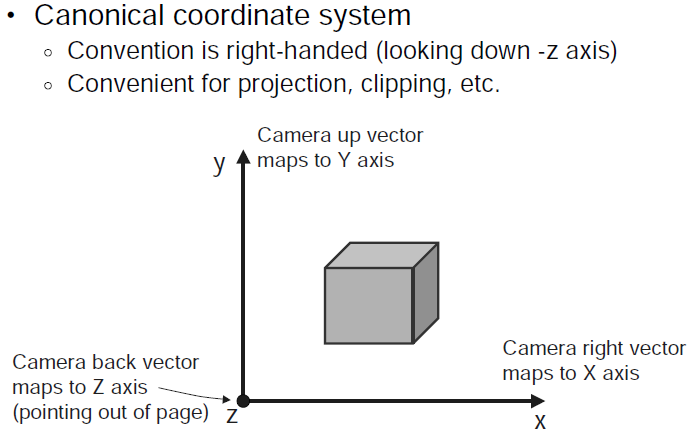 • Canonical coordinate system
◦ Convention is right-handed (looking down -z axis)
◦ Convenient for projection, clipping, etc.
Camera up vector
maps to Y axis
y
Camera back vector
maps to Z axis
(pointing out of page)
z
Camera right vector
maps to X axis
x